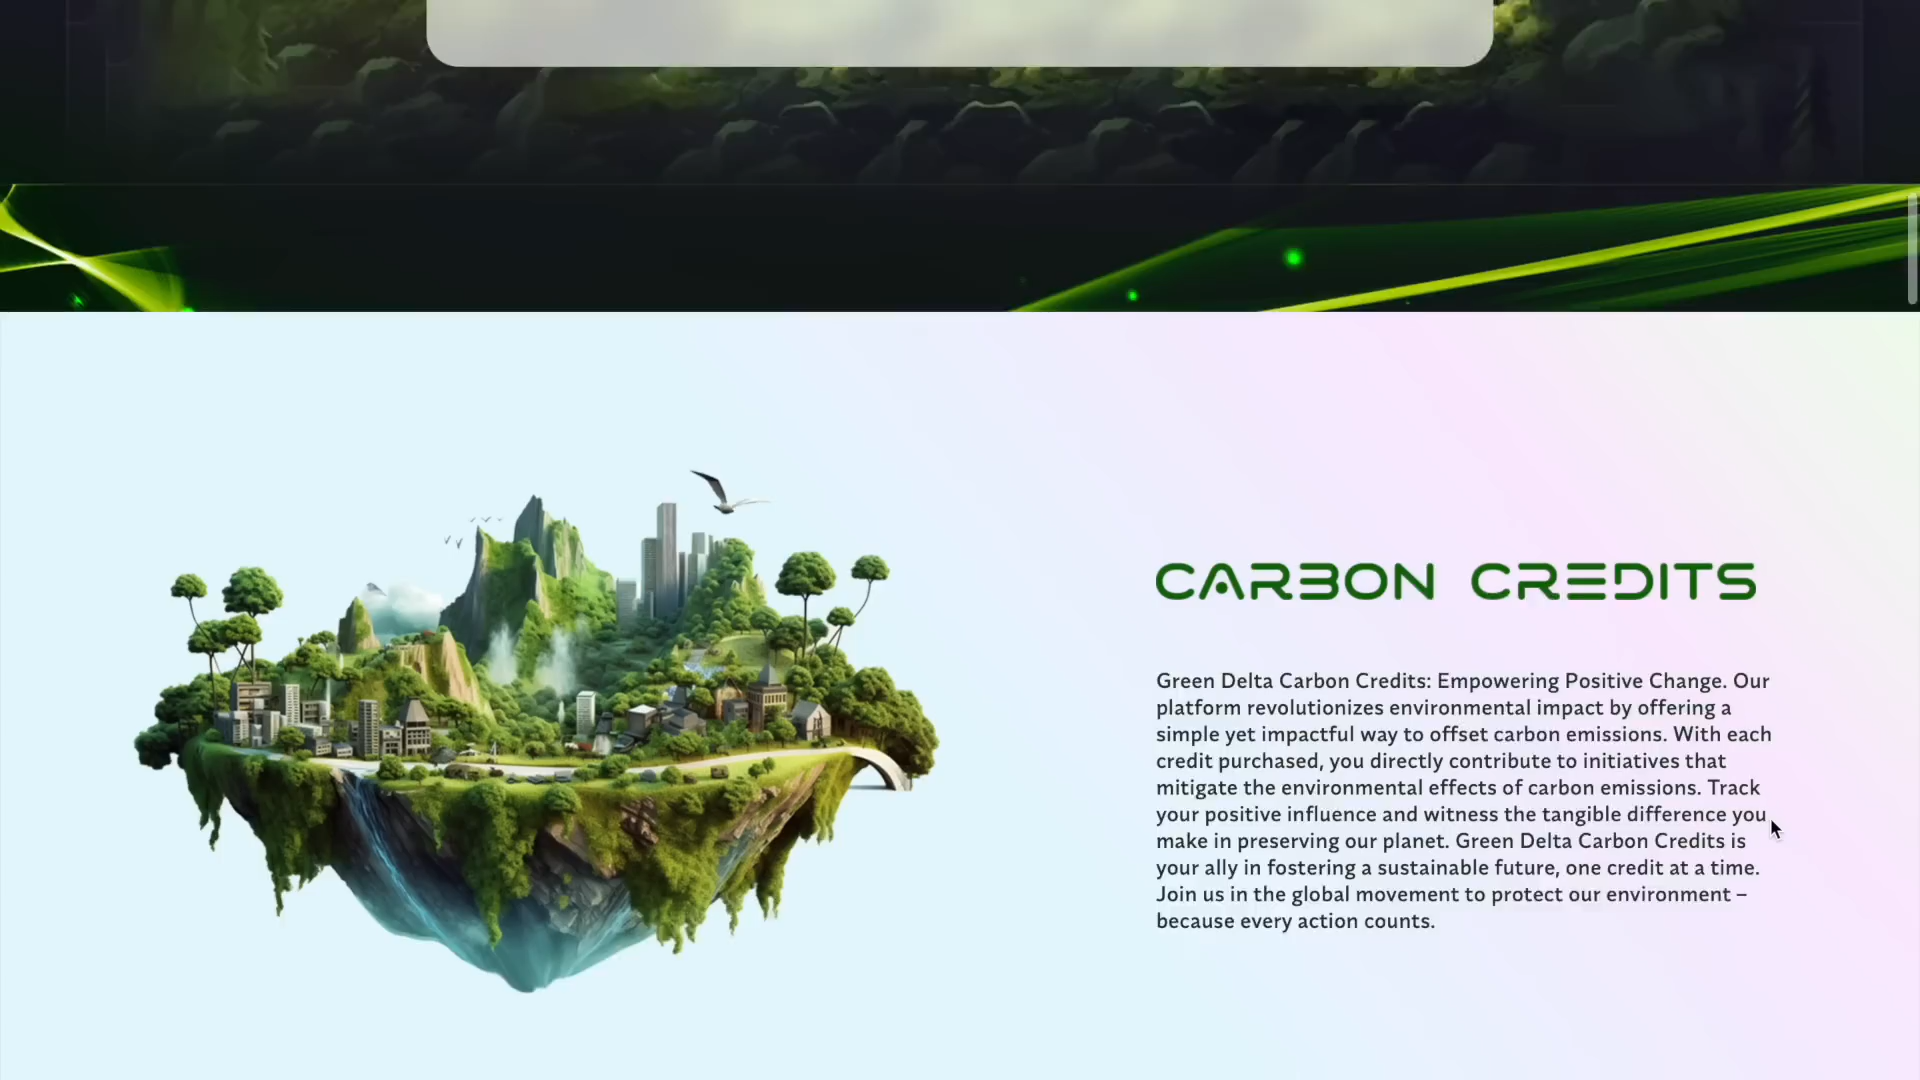 CARBON CREDITS
Green Delta Carbon Credits: Empowering Positive Change. Our
platform revolutionizes environmental impact by offering a
simple yet impactful way to offset carbon emissions. With each
credit purchased, you directly contribute to initiatives that
mitigate the environmental effects of carbon emissions. Track
your positive influence and witness the tangible difference you
make in preserving our planet. Green Delta Carbon Credits is
your ally in fostering a sustainable future, one credit at a time.
Join us in the global movement to protect our environment –
because every action counts.